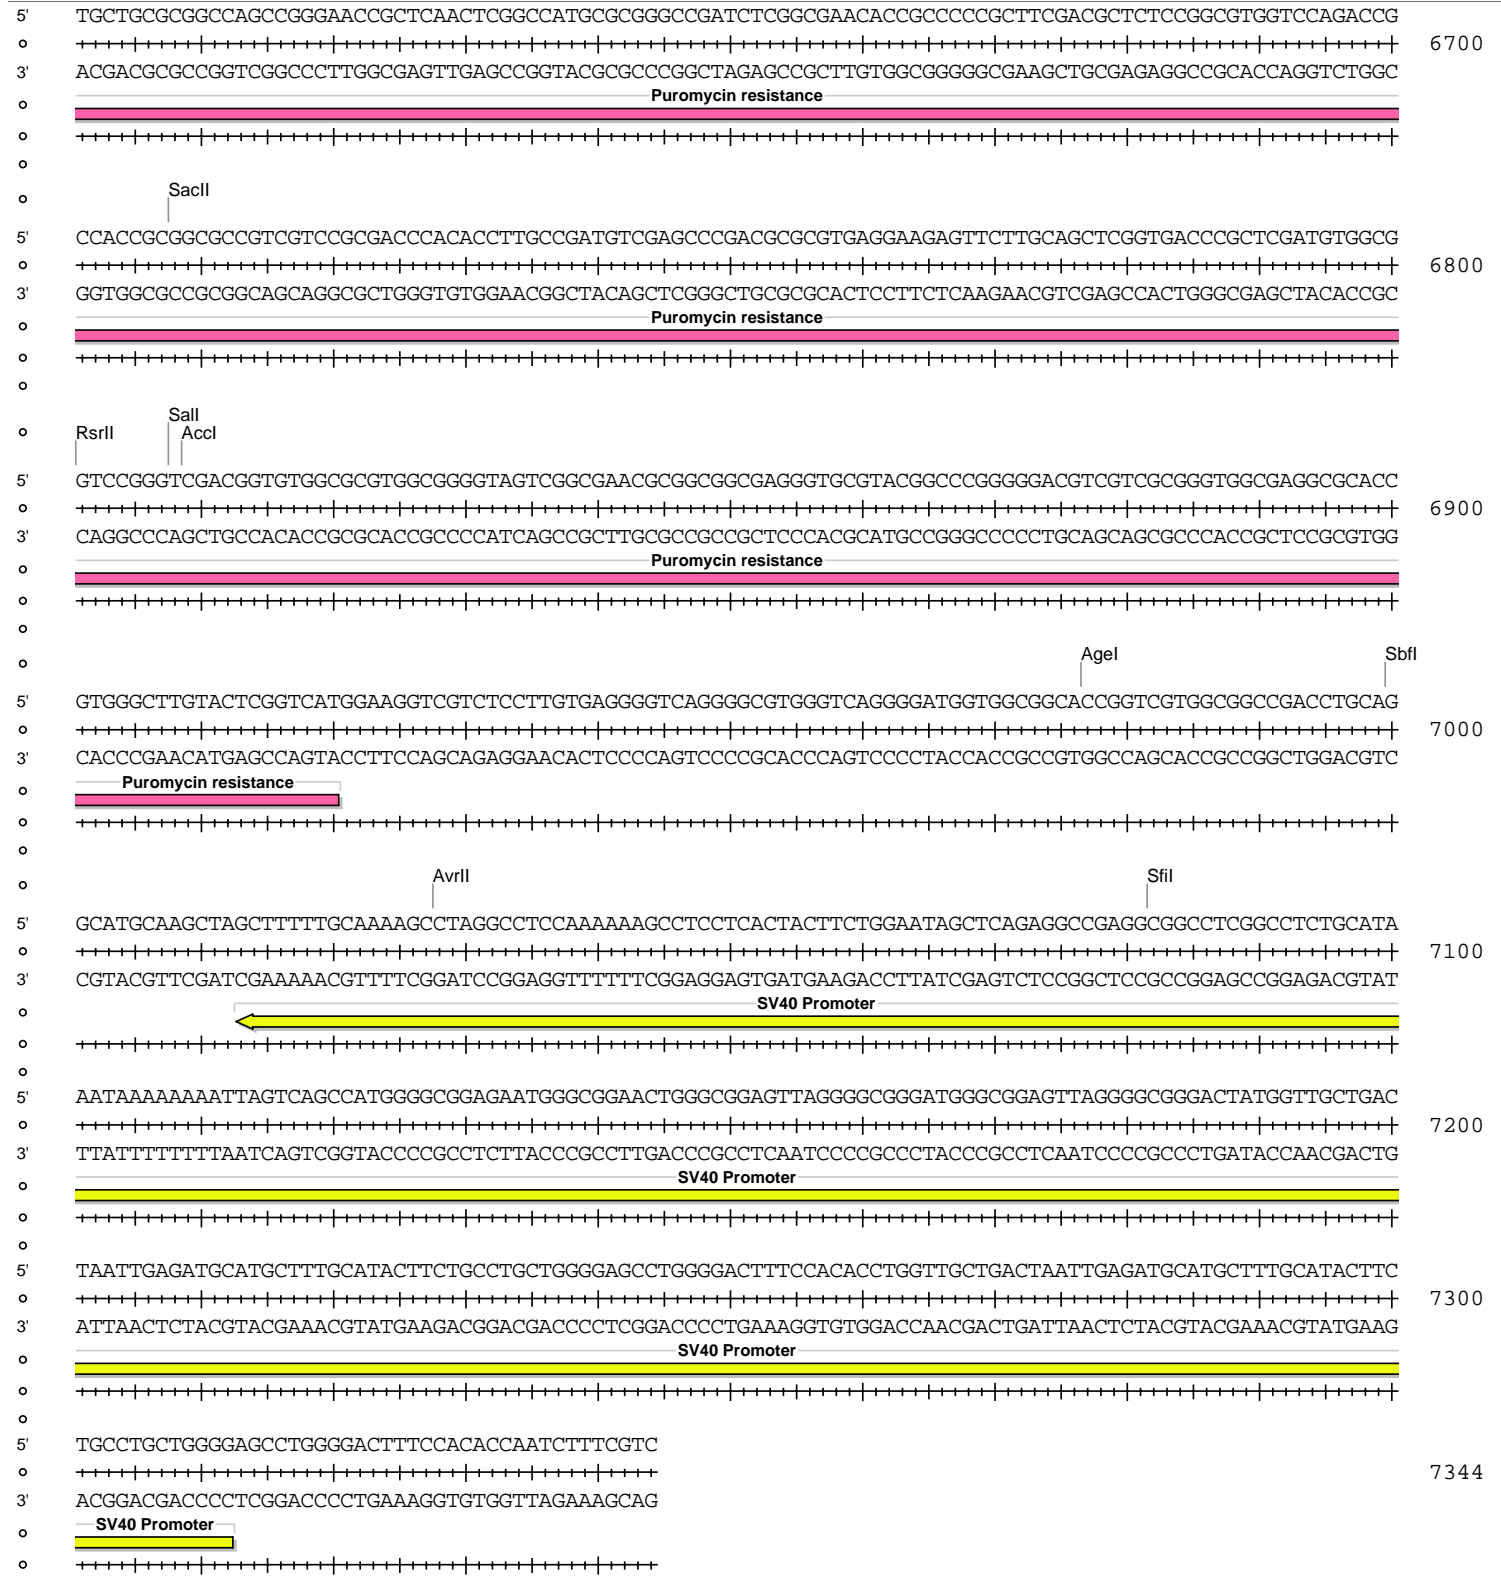 5' TGCTGCGCGGCCAGCCGGGAACCGCTCAACTCGGCCATGCGCGGGCCGATCTCGGCGAACACCGCCCCCGCTTCGACGCTCTCCGGCGTGGTCCAGACCG
6700
3' ACGACGCGCCGGTCGGCCCTTGGCGAGTTGAGCCGGTACGCGCCCGGCTAGAGCCGCTTGTGGCGGGGGCGAAGCTGCGAGAGGCCGCACCAGGTCTGGC
Puromycin resistance
SacII
5' CCACCGCGGCGCCGTCGTCCGCGACCCACACCTTGCCGATGTCGAGCCCGACGCGCGTGAGGAAGAGTTCTTGCAGCTCGGTGACCCGCTCGATGTGGCG
6800
3' GGTGGCGCCGCGGCAGCAGGCGCTGGGTGTGGAACGGCTACAGCTCGGGCTGCGCGCACTCCTTCTCAAGAACGTCGAGCCACTGGGCGAGCTACACCGC
Puromycin resistance
SalI
RsrII AccI
5' GTCCGGGTCGACGGTGTGGCGCGTGGCGGGGTAGTCGGCGAACGCGGCGGCGAGGGTGCGTACGGCCCGGGGGACGTCGTCGCGGGTGGCGAGGCGCACC
6900
3' CAGGCCCAGCTGCCACACCGCGCACCGCCCCATCAGCCGCTTGCGCCGCCGCTCCCACGCATGCCGGGCCCCCTGCAGCAGCGCCCACCGCTCCGCGTGG
Puromycin resistance
AgeI SbfI
5' GTGGGCTTGTACTCGGTCATGGAAGGTCGTCTCCTTGTGAGGGGTCAGGGGCGTGGGTCAGGGGATGGTGGCGGCACCGGTCGTGGCGGCCGACCTGCAG
7000
3' CACCCGAACATGAGCCAGTACCTTCCAGCAGAGGAACACTCCCCAGTCCCCGCACCCAGTCCCCTACCACCGCCGTGGCCAGCACCGCCGGCTGGACGTC
Puromycin resistance
AvrII SfiI
5' GCATGCAAGCTAGCTTTTTGCAAAAGCCTAGGCCTCCAAAAAAGCCTCCTCACTACTTCTGGAATAGCTCAGAGGCCGAGGCGGCCTCGGCCTCTGCATA
7100
3' CGTACGTTCGATCGAAAAACGTTTTCGGATCCGGAGGTTTTTTCGGAGGAGTGATGAAGACCTTATCGAGTCTCCGGCTCCGCCGGAGCCGGAGACGTAT
SV40 Promoter
5' AATAAAAAAAATTAGTCAGCCATGGGGCGGAGAATGGGCGGAACTGGGCGGAGTTAGGGGCGGGATGGGCGGAGTTAGGGGCGGGACTATGGTTGCTGAC
7200
3' TTATTTTTTTTAATCAGTCGGTACCCCGCCTCTTACCCGCCTTGACCCGCCTCAATCCCCGCCCTACCCGCCTCAATCCCCGCCCTGATACCAACGACTG
SV40 Promoter
5' TAATTGAGATGCATGCTTTGCATACTTCTGCCTGCTGGGGAGCCTGGGGACTTTCCACACCTGGTTGCTGACTAATTGAGATGCATGCTTTGCATACTTC
7300
3' ATTAACTCTACGTACGAAACGTATGAAGACGGACGACCCCTCGGACCCCTGAAAGGTGTGGACCAACGACTGATTAACTCTACGTACGAAACGTATGAAG
SV40 Promoter
5' TGCCTGCTGGGGAGCCTGGGGACTTTCCACACCAATCTTTCGTC
7344
3' ACGGACGACCCCTCGGACCCCTGAAAGGTGTGGTTAGAAAGCAG
SV40 Promoter